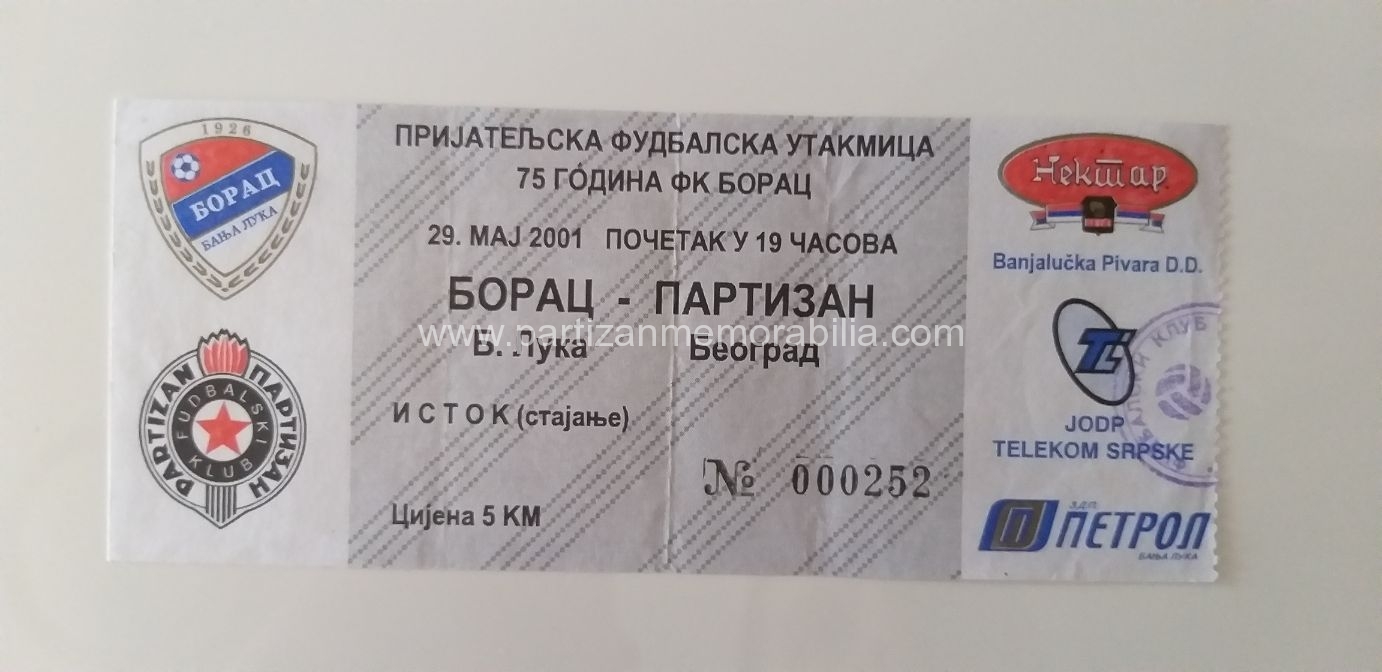 1926
БОРАЦ
БАЊА ЛУКА
PARTIZAN ПАРТИЗАН
FUDBALSKI KLUB
ПРИЈАТЕЉСКА ФУДБАЛСКА УТАКМИЦА
75 ГОДИНА ФК БОРАЦ
29. МАЈ 2001 ПОЧЕТАК У 19 ЧАСОВА
БОРАЦ - ПАРТИЗАН
Б. Лука Београд
www.partizanmemorabilia.com
ИСТОК (стајање)
№ 000252
Цијена 5 КМ
Нектар
Banjalučka Pivara D.D.
JODP
TELEKOM SRPSKE
КЛУБ
З.Д.П.
ПЕТРОЛ
БАЊА ЛУКА